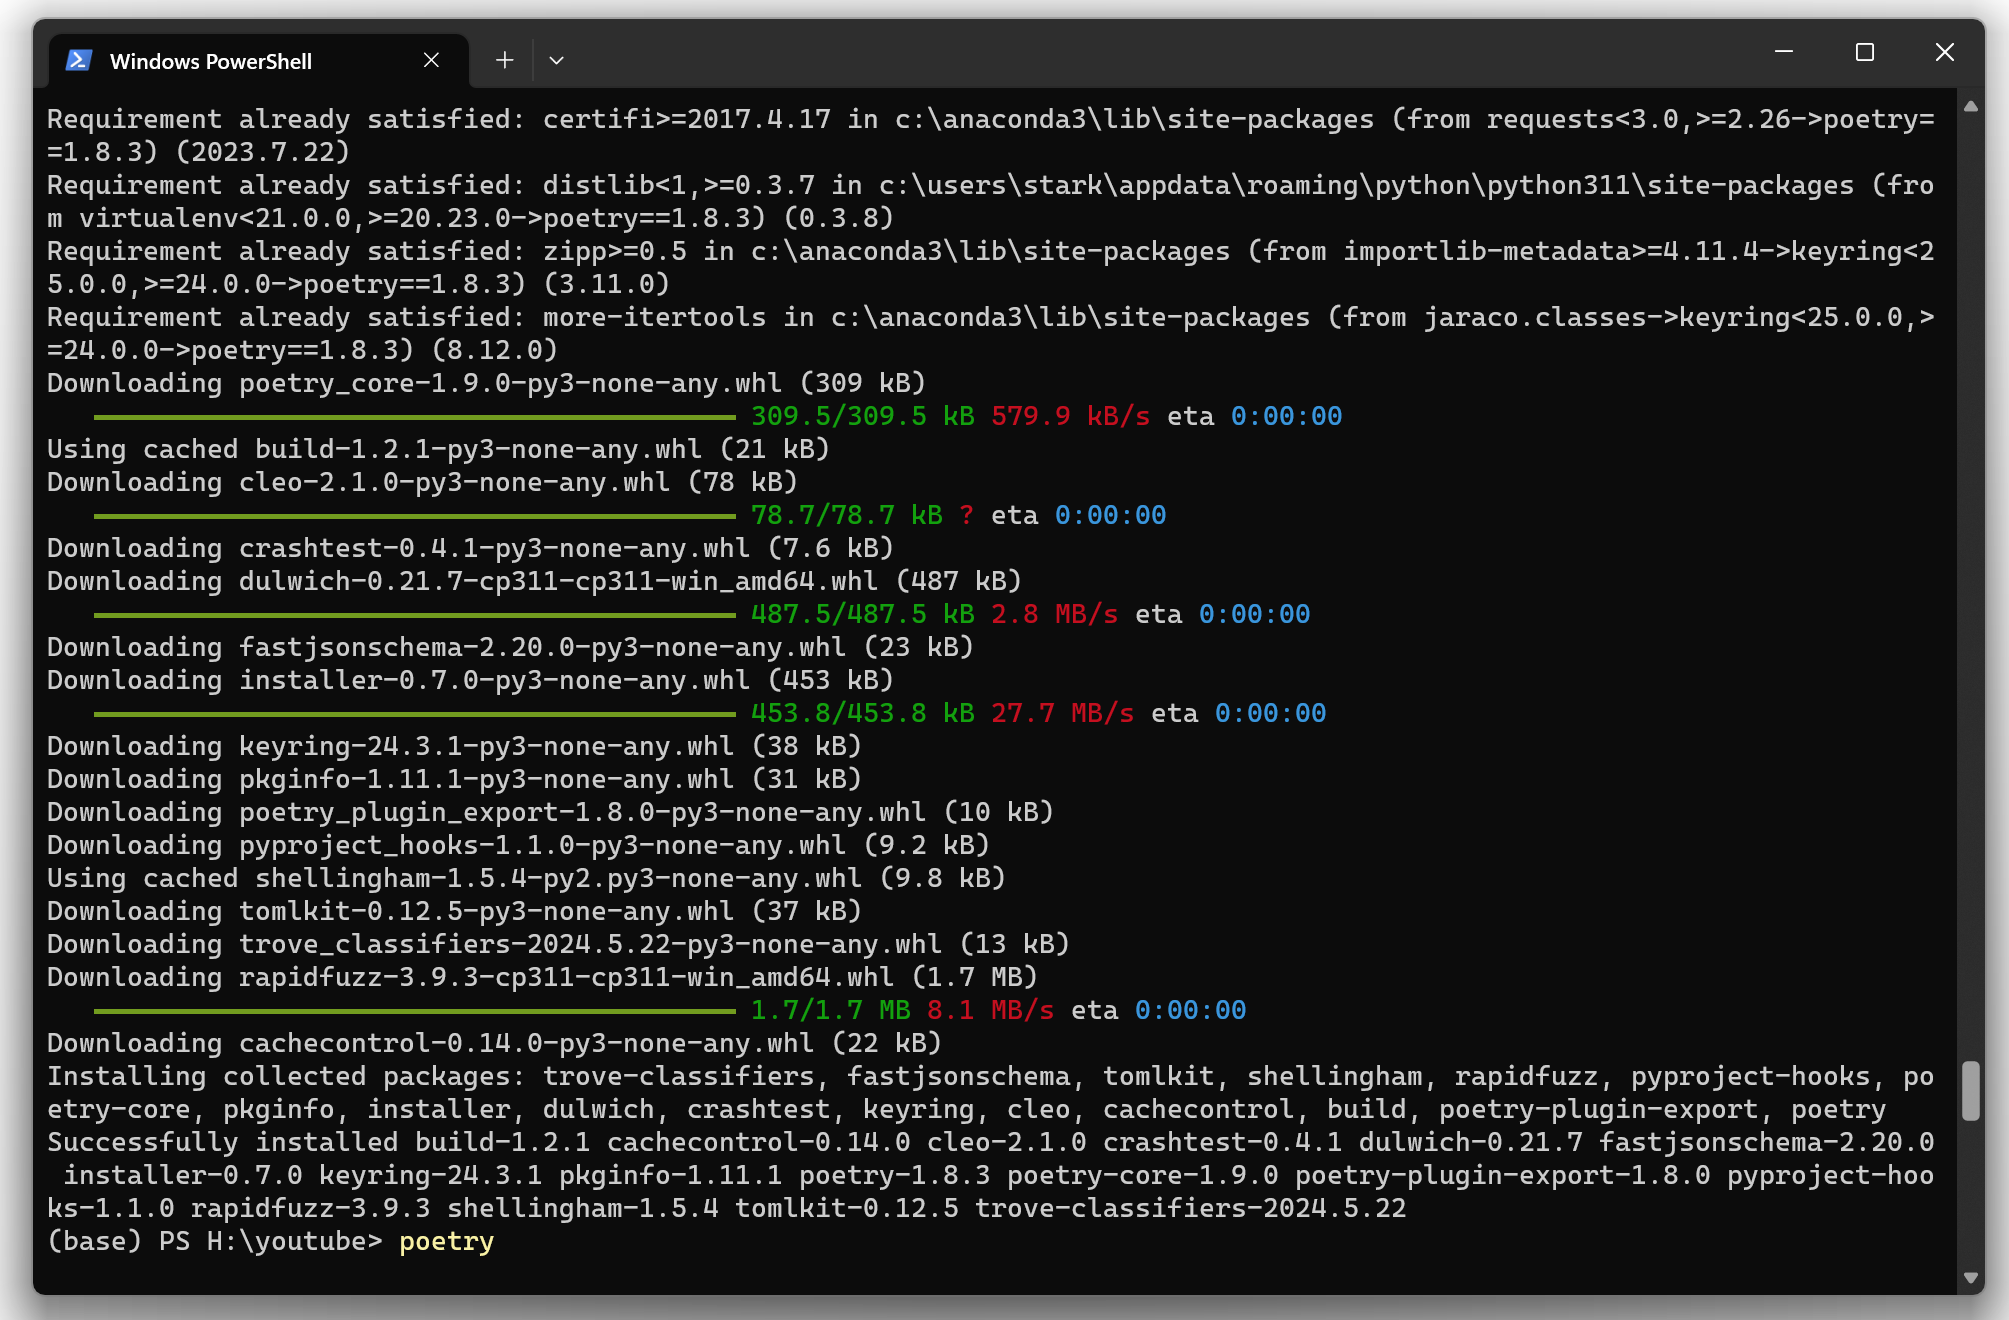 Windows PowerShell
Requirement already satisfied: certifi>=2017.4.17 in c:\anaconda3\lib\site-packages (from requests<3.0,>=2.26->poetry=
=1.8.3) (2023.7.22)
Requirement already satisfied: distlib<1,>=0.3.7 in c:\users\stark\appdata\roaming\python\python311\site-packages (fro
m virtualenv<21.0.0,>=20.23.0->poetry==1.8.3) (0.3.8)
Requirement already satisfied: zipp>=0.5 in c:\anaconda3\lib\site-packages (from importlib-metadata>=4.11.4->keyring<2
5.0.0,>=24.0.0->poetry==1.8.3) (3.11.0)
Requirement already satisfied: more-itertools in c:\anaconda3\lib\site-packages (from jaraco.classes->keyring<25.0.0,>
=24.0.0->poetry==1.8.3) (8.12.0)
Downloading poetry_core-1.9.0-py3-none-any.whl (309 kB)
309.5/309.5 kB 579.9 kB/s eta 0:00:00
Using cached build-1.2.1-py3-none-any.whl (21 kB)
Downloading cleo-2.1.0-py3-none-any.whl (78 kB)
78.7/78.7 kB ? eta 0:00:00
Downloading crashtest-0.4.1-py3-none-any.whl (7.6 kB)
Downloading dulwich-0.21.7-cp311-cp311-win_amd64.whl (487 kB)
487.5/487.5 kB 2.8 MB/s eta 0:00:00
Downloading fastjsonschema-2.20.0-py3-none-any.whl (23 kB)
Downloading installer-0.7.0-py3-none-any.whl (453 kB)
453.8/453.8 kB 27.7 MB/s eta 0:00:00
Downloading keyring-24.3.1-py3-none-any.whl (38 kB)
Downloading pkginfo-1.11.1-py3-none-any.whl (31 kB)
Downloading poetry_plugin_export-1.8.0-py3-none-any.whl (10 kB)
Downloading pyproject_hooks-1.1.0-py3-none-any.whl (9.2 kB)
Using cached shellingham-1.5.4-py2.py3-none-any.whl (9.8 kB)
Downloading tomlkit-0.12.5-py3-none-any.whl (37 kB)
Downloading trove_classifiers-2024.5.22-py3-none-any.whl (13 kB)
Downloading rapidfuzz-3.9.3-cp311-cp311-win_amd64.whl (1.7 MB)
1.7/1.7 MB 8.1 MB/s eta 0:00:00
Downloading cachecontrol-0.14.0-py3-none-any.whl (22 kB)
Installing collected packages: trove-classifiers, fastjsonschema, tomlkit, shellingham, rapidfuzz, pyproject-hooks, po
etry-core, pkginfo, installer, dulwich, crashtest, keyring, cleo, cachecontrol, build, poetry-plugin-export, poetry
Successfully installed build-1.2.1 cachecontrol-0.14.0 cleo-2.1.0 crashtest-0.4.1 dulwich-0.21.7 fastjsonschema-2.20.0
 installer-0.7.0 keyring-24.3.1 pkginfo-1.11.1 poetry-1.8.3 poetry-core-1.9.0 poetry-plugin-export-1.8.0 pyproject-hoo
ks-1.1.0 rapidfuzz-3.9.3 shellingham-1.5.4 tomlkit-0.12.5 trove-classifiers-2024.5.22
(base) PS H:\youtube> poetry